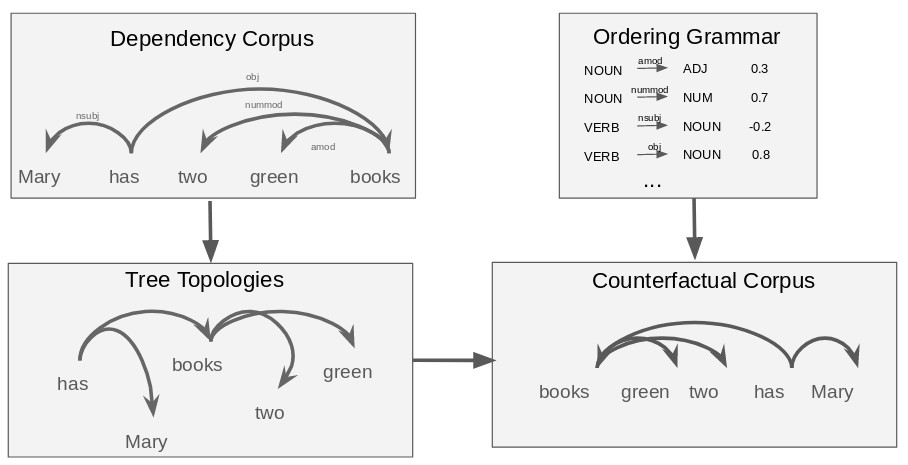 Dependency Corpus
obj
nsubj
nummod
amod
Mary has two green books
Ordering Grammar
NOUN amod ADJ 0.3
NOUN nummod NUM 0.7
VERB nsubj NOUN -0.2
VERB obj NOUN 0.8
...
Tree Topologies
has
books
green
two
Mary
Counterfactual Corpus
books green two has Mary